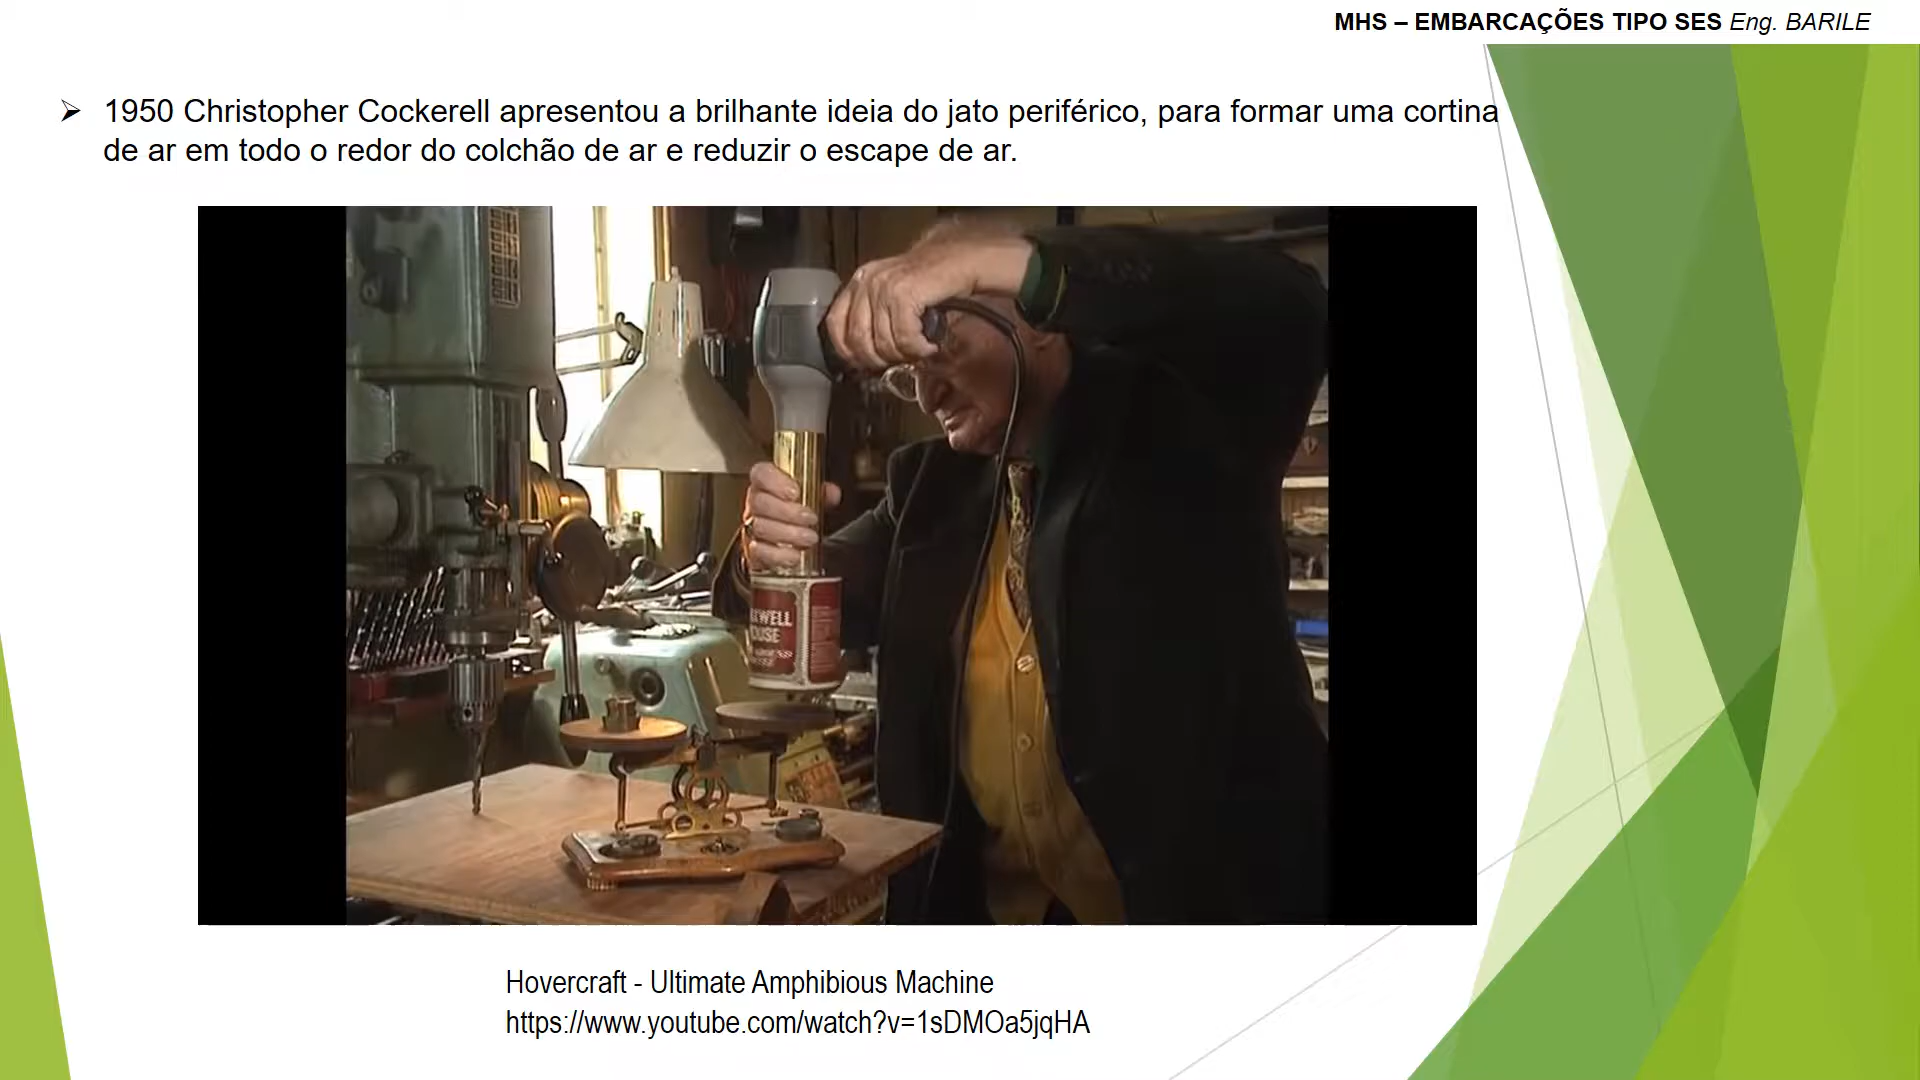 MHS – EMBARCAÇÕES TIPO SES Eng. BARILE
➢ 1950 Christopher Cockerell apresentou a brilhante ideia do jato periférico, para formar uma cortina
de ar em todo o redor do colchão de ar e reduzir o escape de ar.
Hovercraft - Ultimate Amphibious Machine
https://www.youtube.com/watch?v=1sDMOa5jqHA